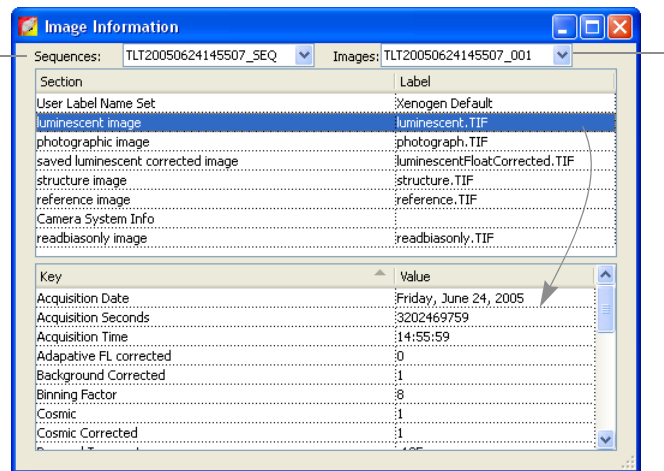 Image Information
Sequences: TLT20050624145507_SEQ Images: TLT20050624145507_001
Section Label
User Label Name Set Xenogen Default
luminescent image luminescent.TIF
photographic image photograph.TIF
saved luminescent corrected image luminescentFloatCorrected.TIF
structure image structure.TIF
reference image reference.TIF
Camera System Info
readbiasonly image readbiasonly.TIF
Key Value
Acquisition Date Friday, June 24, 2005
Acquisition Seconds 3202469759
Acquisition Time 14:55:59
Adapative FL corrected 0
Background Corrected 1
Binning Factor 8
Cosmic 1
Cosmic Corrected 1